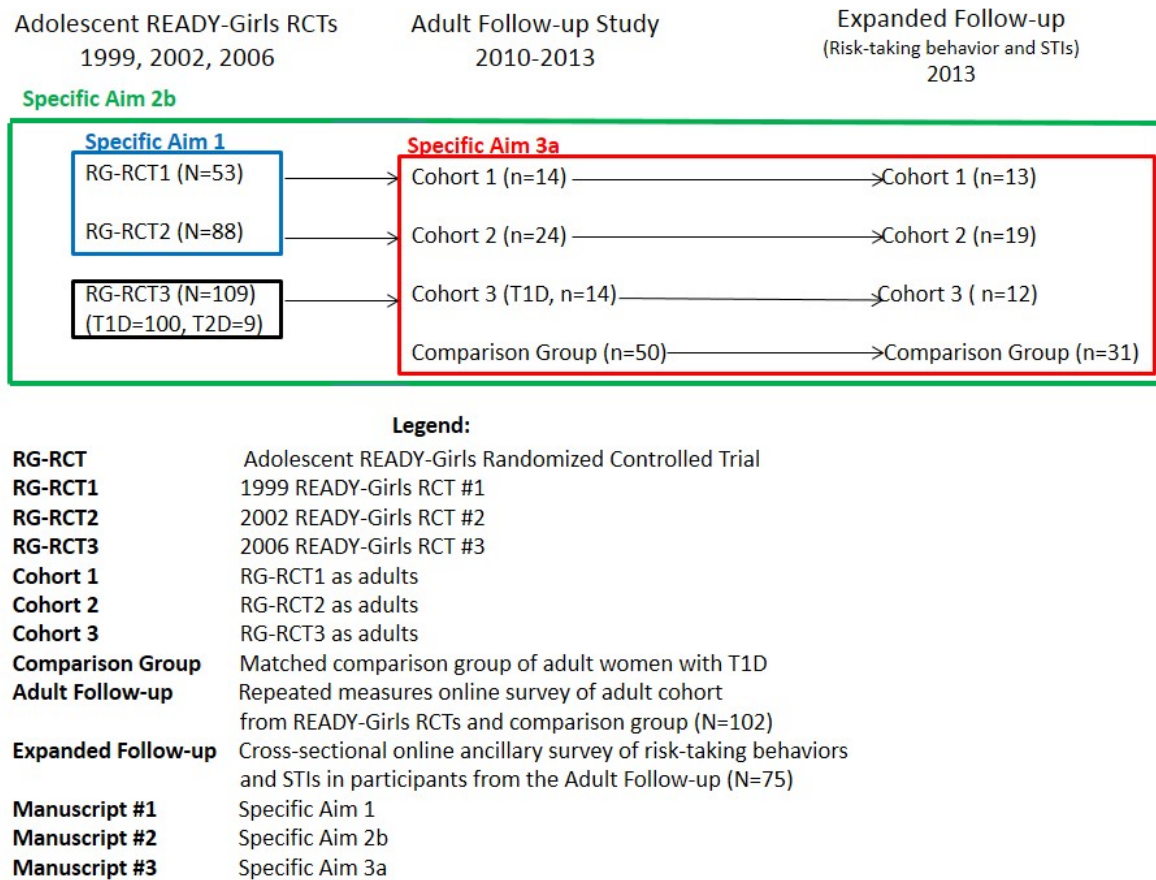 Adolescent READY-Girls RCTs
1999, 2002, 2006
Adult Follow-up Study
2010-2013
Expanded Follow-up
(Risk-taking behavior and STIs)
2013
Specific Aim 2b
Specific Aim 1
RG-RCT1 (N=53)
RG-RCT2 (N=88)
RG-RCT3 (N=109)
(T1D=100, T2D=9)
Specific Aim 3a
Cohort 1 (n=14)
Cohort 1 (n=13)
Cohort 2 (n=24)
Cohort 2 (n=19)
Cohort 3 (T1D, n=14)
Cohort 3 ( n=12)
Comparison Group (n=50)
Comparison Group (n=31)
Legend:
RG-RCT Adolescent READY-Girls Randomized Controlled Trial
RG-RCT1 1999 READY-Girls RCT #1
RG-RCT2 2002 READY-Girls RCT #2
RG-RCT3 2006 READY-Girls RCT #3
Cohort 1 RG-RCT1 as adults
Cohort 2 RG-RCT2 as adults
Cohort 3 RG-RCT3 as adults
Comparison Group Matched comparison group of adult women with T1D
Adult Follow-up Repeated measures online survey of adult cohort
from READY-Girls RCTs and comparison group (N=102)
Expanded Follow-up Cross-sectional online ancillary survey of risk-taking behaviors
and STIs in participants from the Adult Follow-up (N=75)
Manuscript #1 Specific Aim 1
Manuscript #2 Specific Aim 2b
Manuscript #3 Specific Aim 3a